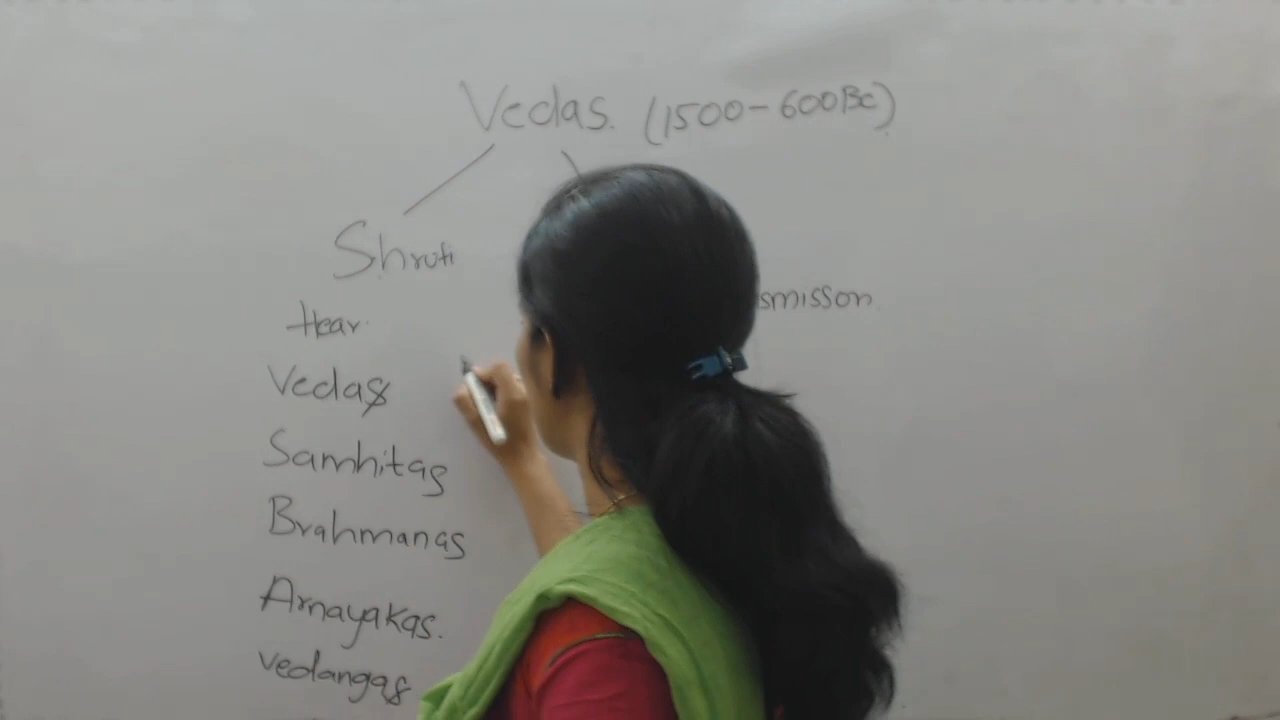 Vedas. (1500-600BC)
Shruti
smisson
Hear.
Vedas
Samhitas
Brahmanas
Arnayakas.
Vedangas